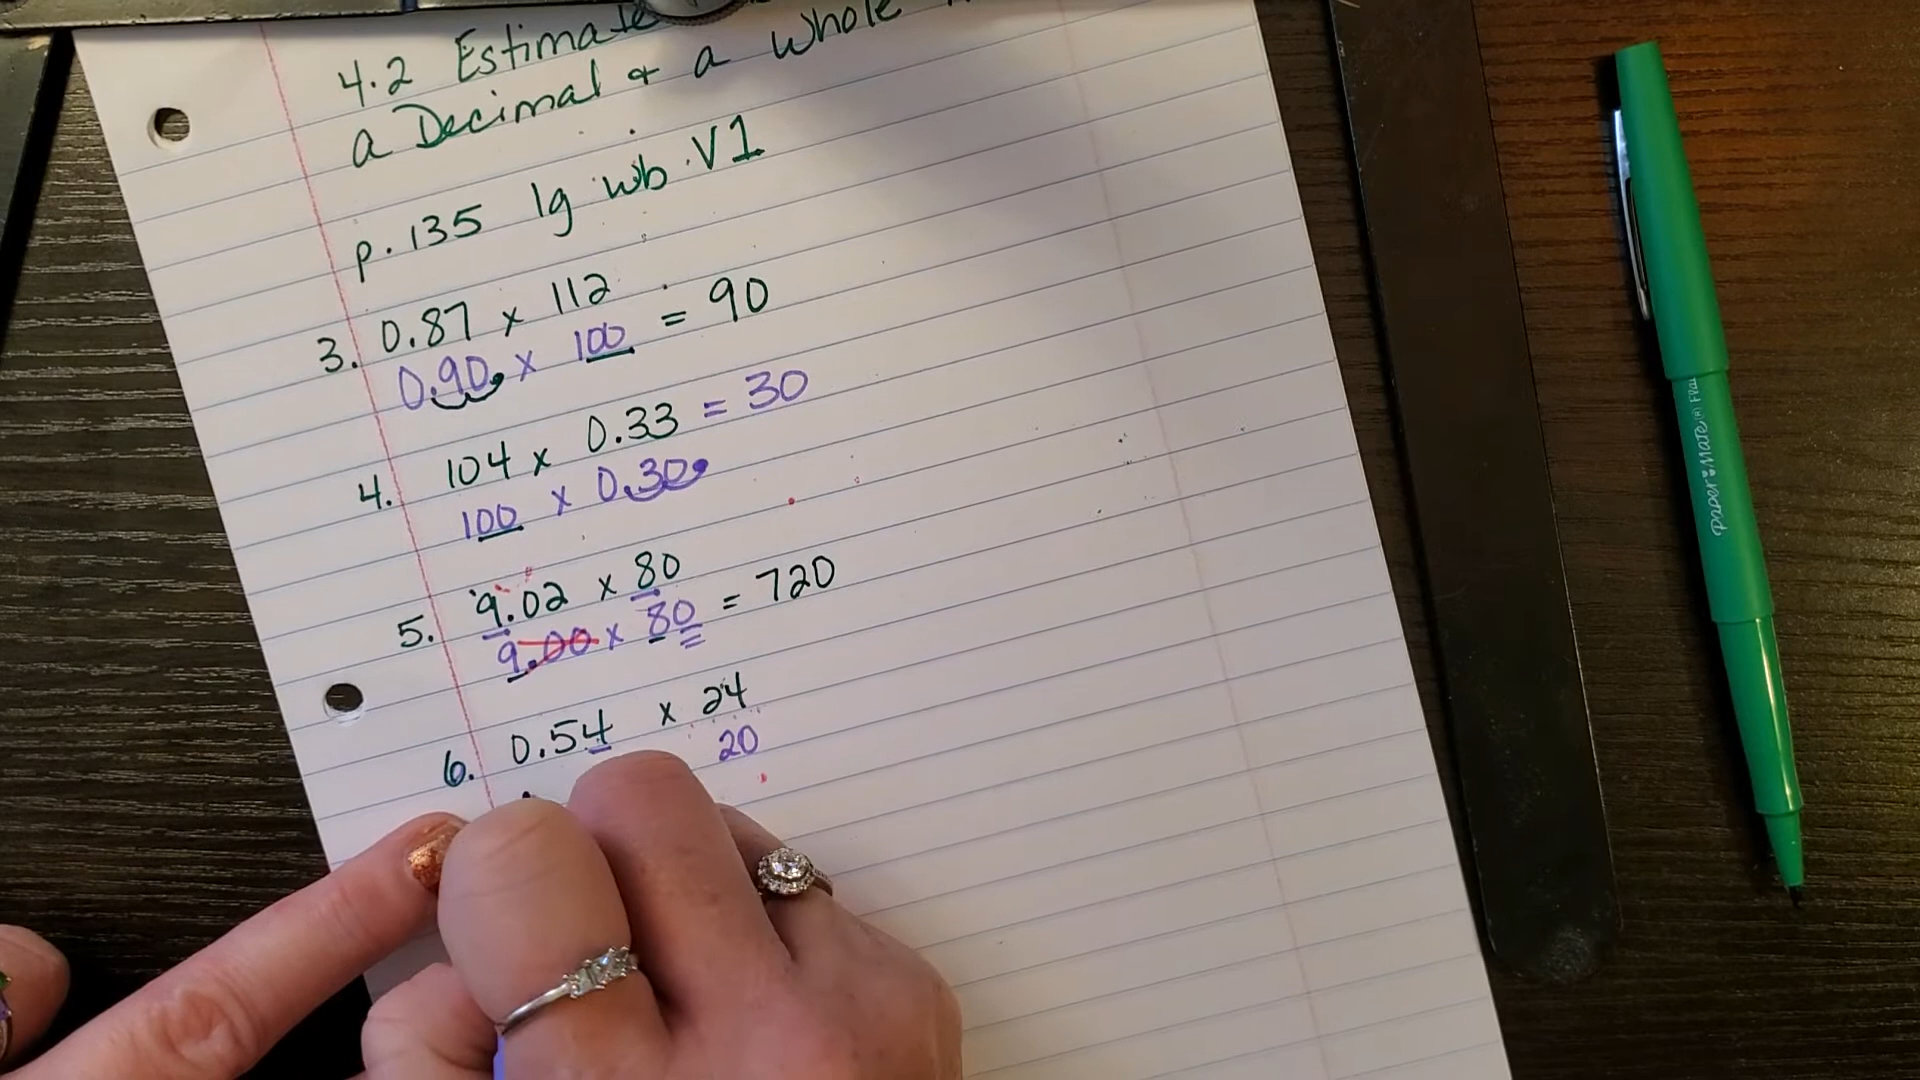 4.2 Estimate
a Decimal & a whole
p. 135 lg wb V1
3. 0.87 x 112
0.90 x 100 = 90
4. 104 x 0.33 = 30
100 x 0.30
5. 9.02 x 80
9.00 x 80 = 720
6. 0.54 x 24
20
Paper Mate